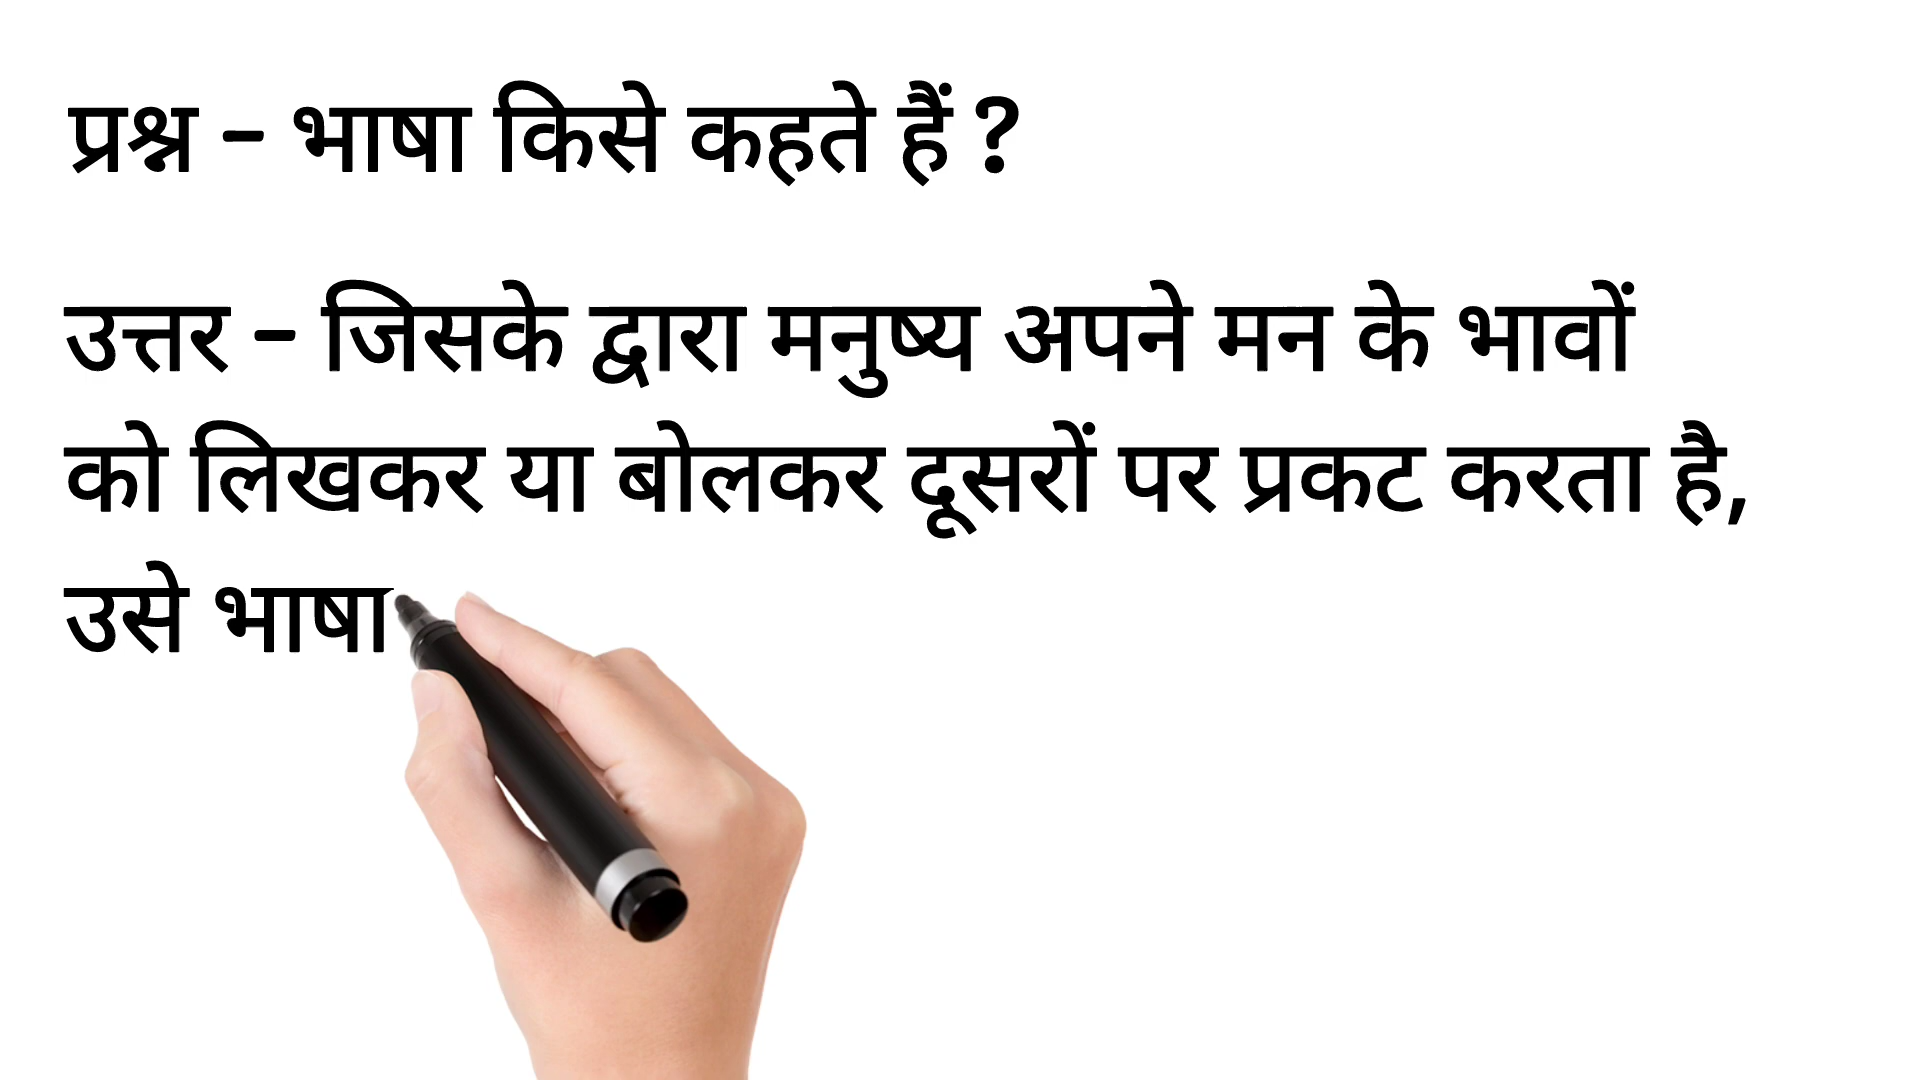 प्रश्न - भाषा किसे कहते हैं ?
उत्तर - जिसके द्वारा मनुष्य अपने मन के भावों
को लिखकर या बोलकर दूसरों पर प्रकट करता है,
उसे भाषा